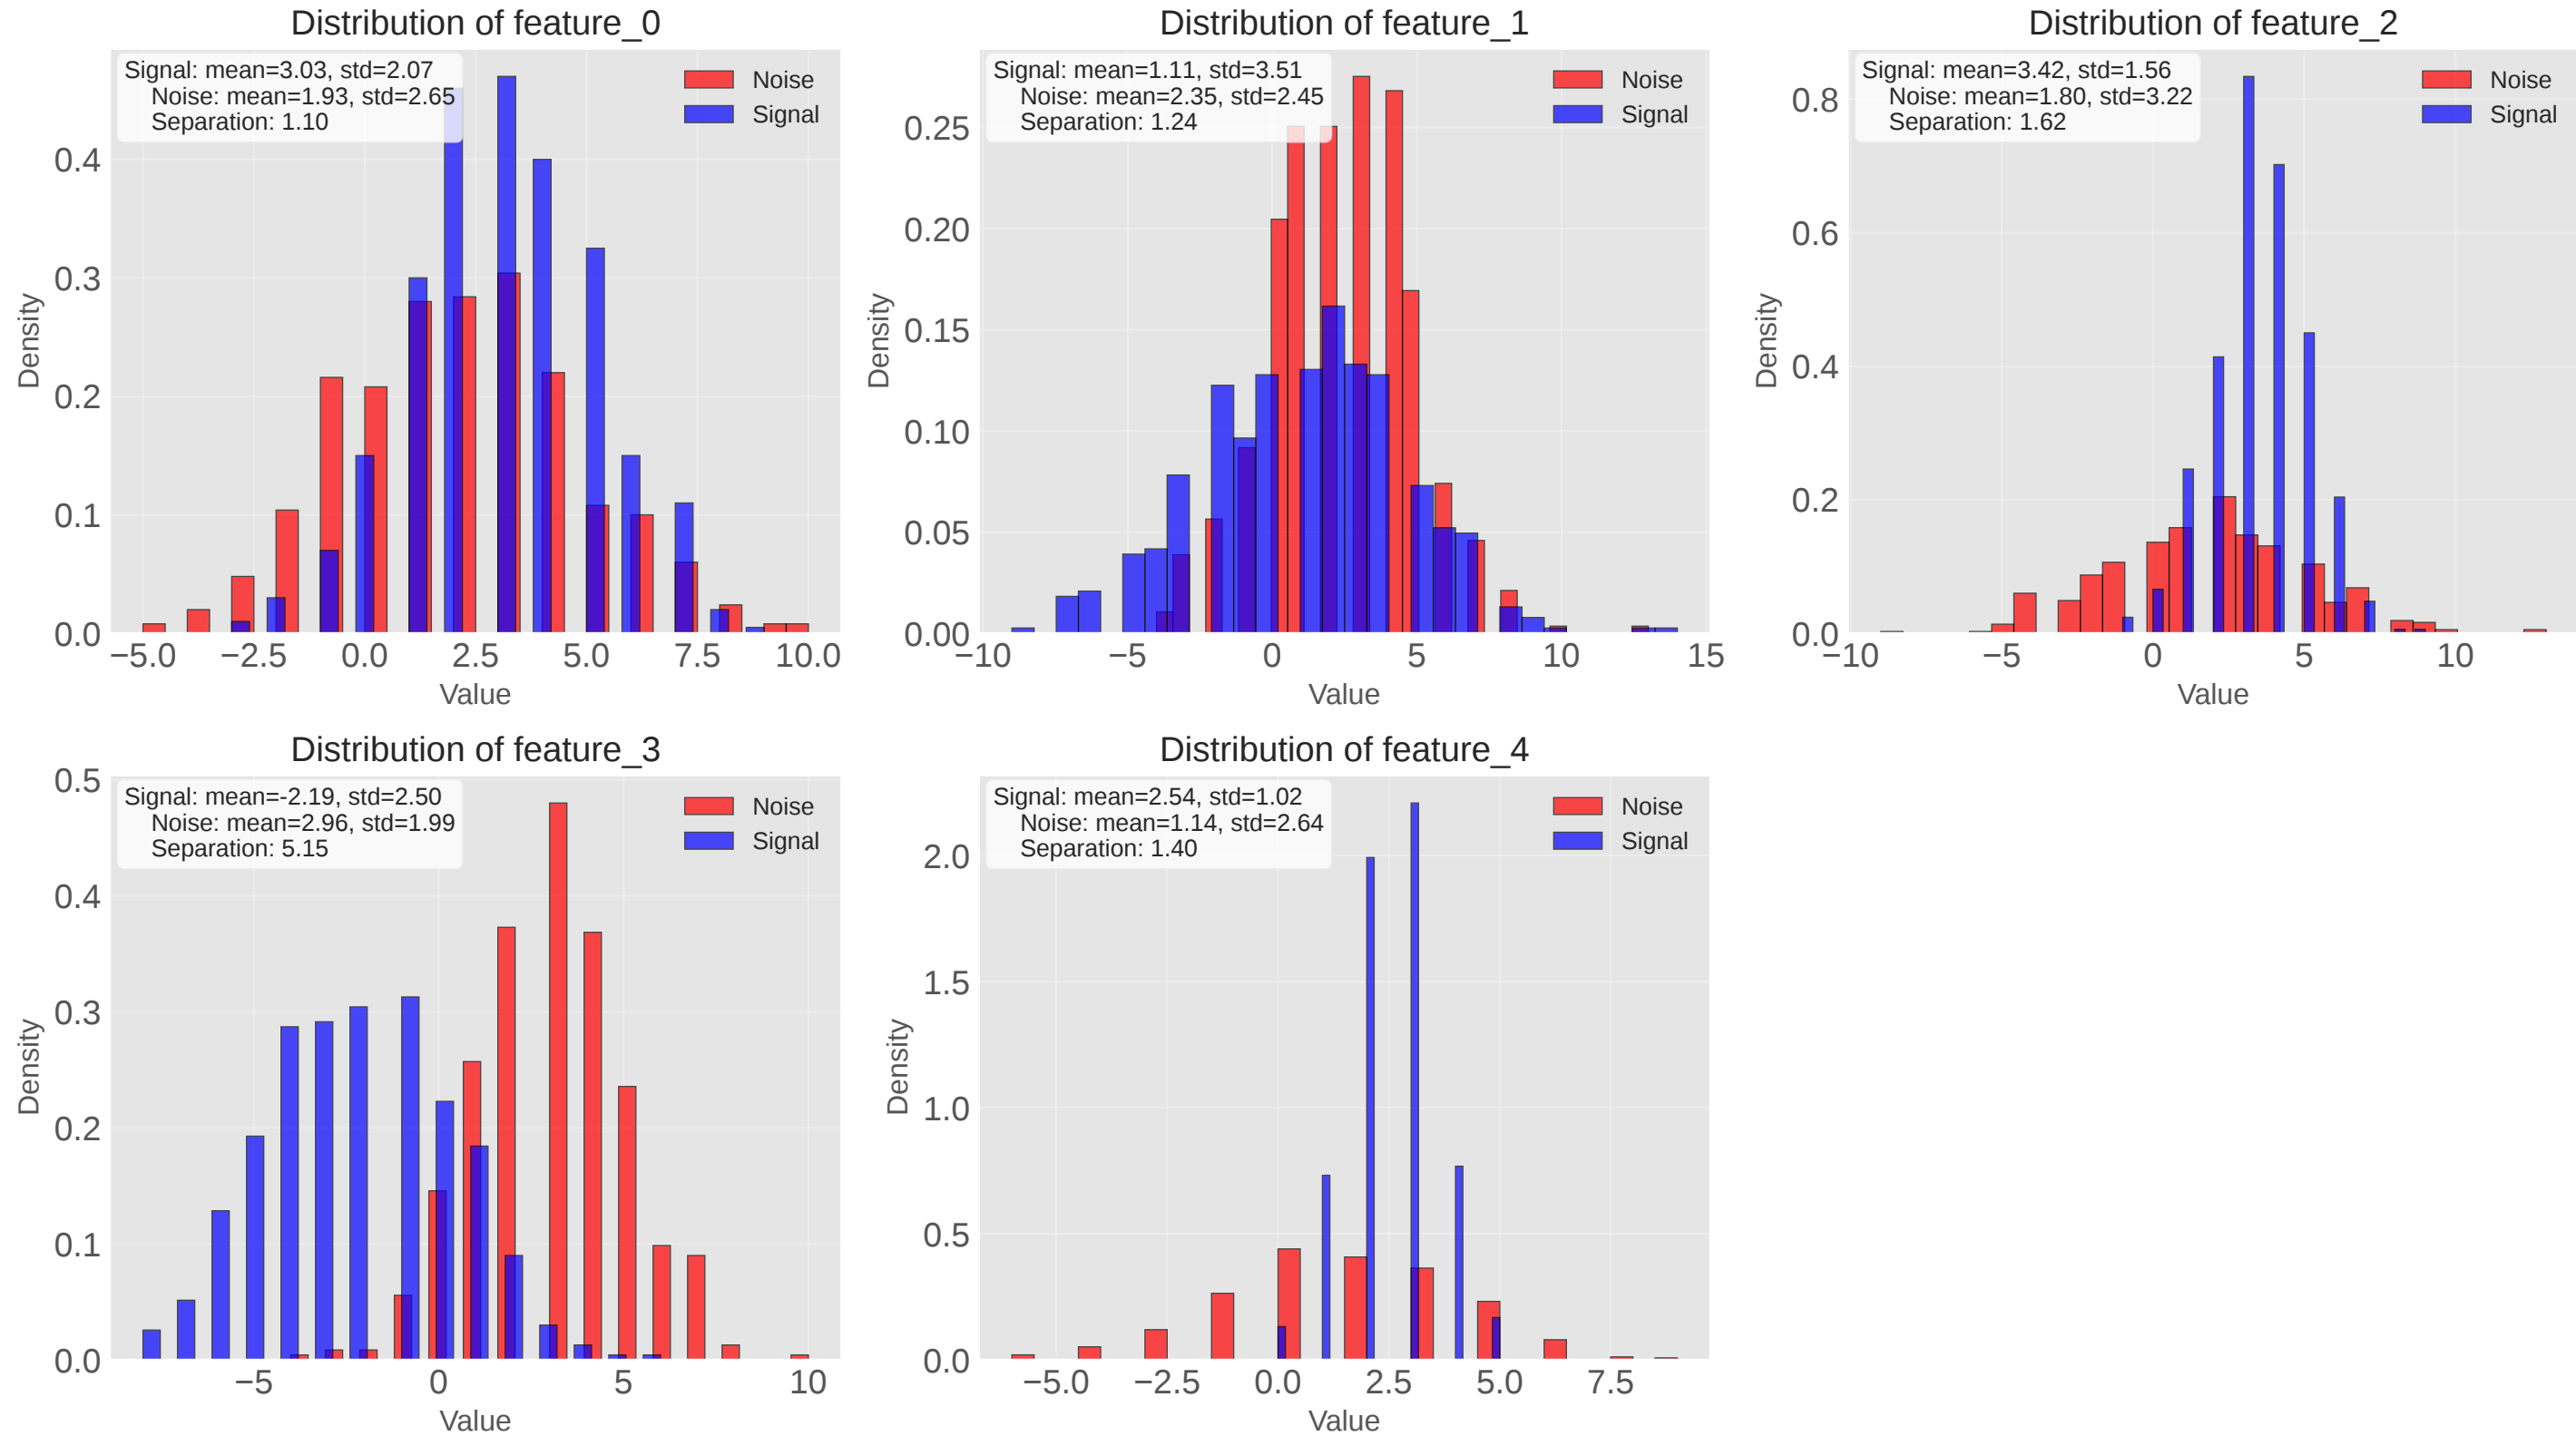 Distribution of feature_0
Signal: mean=3.03, std=2.07
Noise: mean=1.93, std=2.65
Separation: 1.10
Noise
Signal
Density
0.4
0.3
0.2
0.1
0.0
−5.0 −2.5 0.0 2.5 5.0 7.5 10.0
Value
Distribution of feature_1
Signal: mean=1.11, std=3.51
Noise: mean=2.35, std=2.45
Separation: 1.24
Noise
Signal
Density
0.25
0.20
0.15
0.10
0.05
0.00
−10 −5 0 5 10 15
Value
Distribution of feature_2
Signal: mean=3.42, std=1.56
Noise: mean=1.80, std=3.22
Separation: 1.62
Noise
Signal
Density
0.8
0.6
0.4
0.2
0.0
−10 −5 0 5 10
Value
Distribution of feature_3
Signal: mean=-2.19, std=2.50
Noise: mean=2.96, std=1.99
Separation: 5.15
Noise
Signal
Density
0.5
0.4
0.3
0.2
0.1
0.0
−5 0 5 10
Value
Distribution of feature_4
Signal: mean=2.54, std=1.02
Noise: mean=1.14, std=2.64
Separation: 1.40
Noise
Signal
Density
2.0
1.5
1.0
0.5
0.0
−5.0 −2.5 0.0 2.5 5.0 7.5
Value